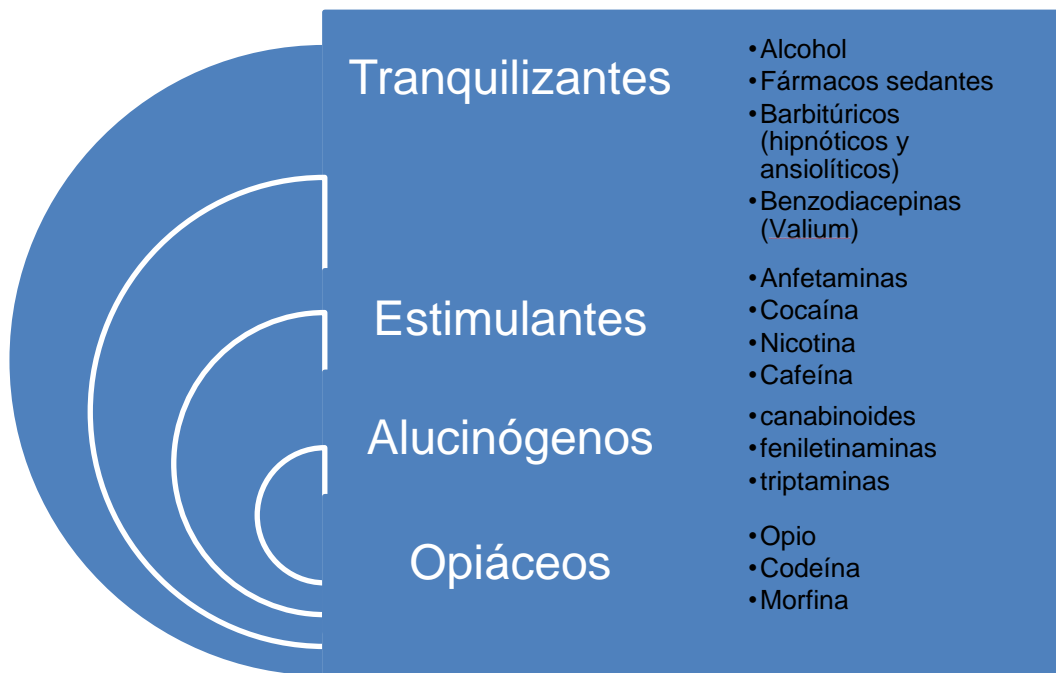 Tranquilizantes
•Alcohol
•Fármacos sedantes
•Barbitúricos
(hipnóticos y
ansiolíticos)
•Benzodiacepinas
(Valium)
Estimulantes
•Anfetaminas
•Cocaína
•Nicotina
•Cafeína
Alucinógenos
•canabinoides
•feniletinaminas
•triptaminas
Opiáceos
•Opio
•Codeína
•Morfina